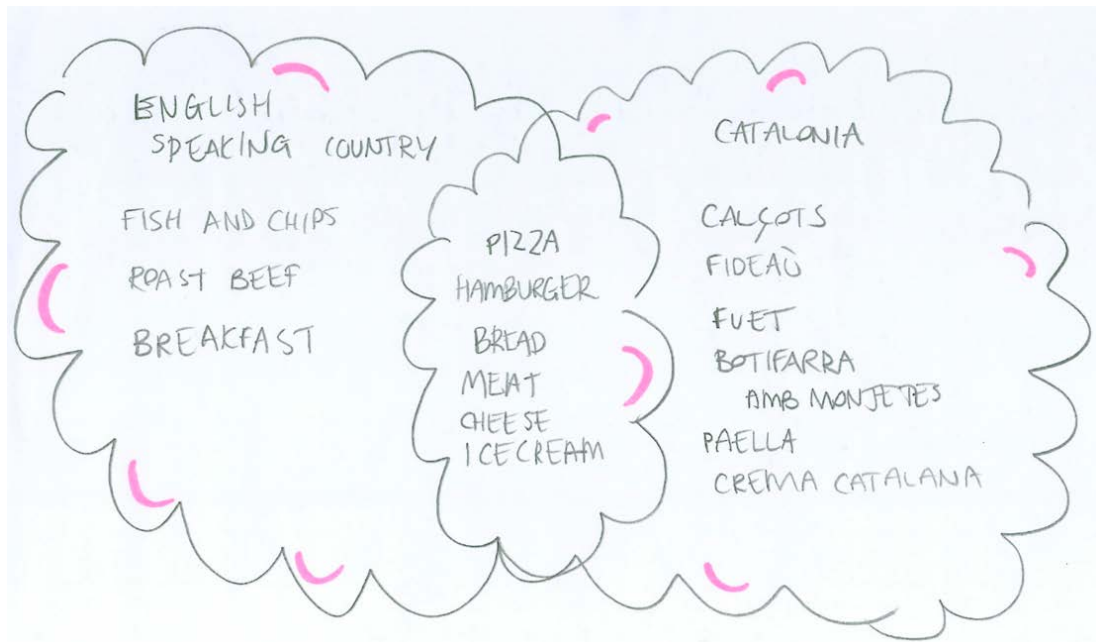 ENGLISH
SPEAKING COUNTRY
FISH AND CHIPS
ROAST BEEF
BREAKFAST
PIZZA
HAMBURGER
BREAD
MEAT
CHEESE
ICECREAM
CATALONIA
CALÇOTS
FIDEAÙ
FUET
BOTIFARRA
AMB MONJETES
PAELLA
CREMA CATALANA